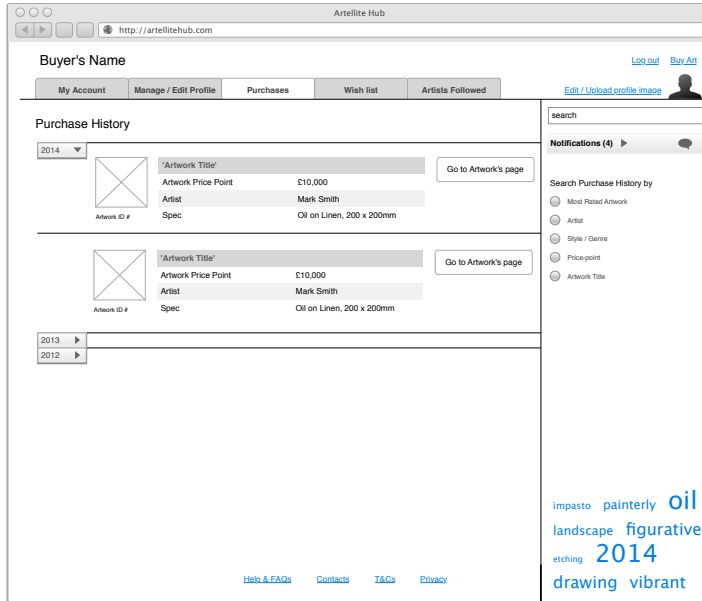 Artellite Hub
http://artellitehub.com
Buyer's Name
Log out Buy Art
My Account Manage / Edit Profile Purchases Wish list Artists Followed
Edit / Upload profile image
Purchase History
search
2014
Notifications (4)
'Artwork Title'
Go to Artwork's page
Artwork Price Point £10,000
Artist Mark Smith
Spec Oil on Linen, 200 x 200mm
Artwork ID #
Search Purchase History by
Most Rated Artwork
Artist
Style / Genre
Price-point
Artwork Title
'Artwork Title'
Go to Artwork's page
Artwork Price Point £10,000
Artist Mark Smith
Spec Oil on Linen, 200 x 200mm
Artwork ID #
2013
2012
impasto painterly oil
landscape figurative
etching 2014
drawing vibrant
Help & FAQs Contacts T&Cs Privacy